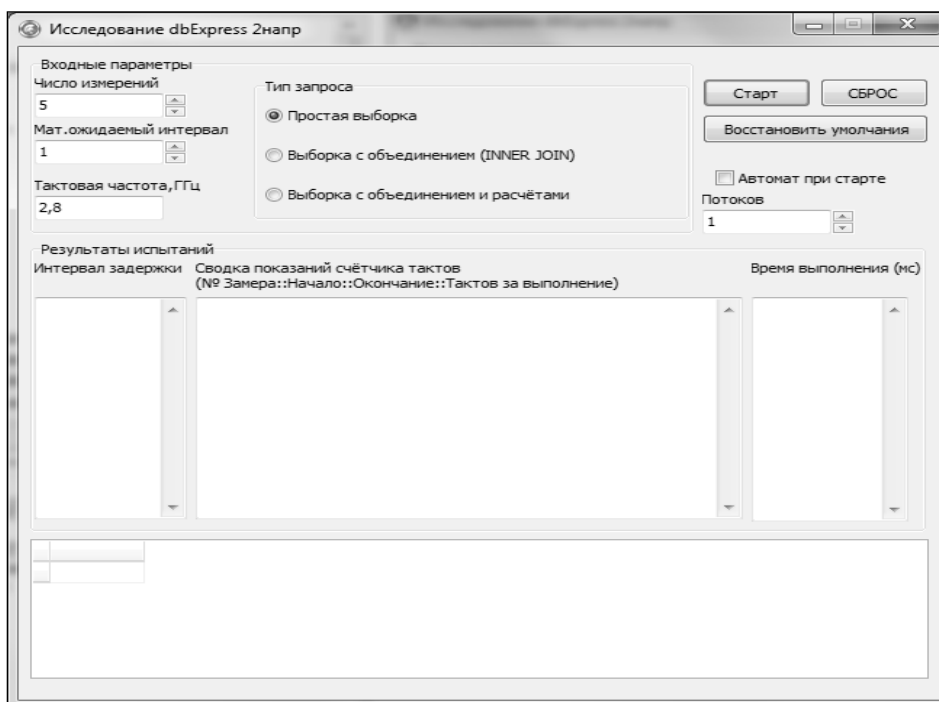 Исследование dbExpress 2напр
Входные параметры
Число измерений
5
Мат.ожидаемый интервал
1
Тактовая частота,ГГц
2,8
Тип запроса
Простая выборка
Выборка с объединением (INNER JOIN)
Выборка с объединением и расчётами
Старт
СБРОС
Восстановить умолчания
Автомат при старте
Потоков
1
Результаты испытаний
Интервал задержки
Сводка показаний счётчика тактов
(№ Замера::Начало::Окончание::Тактов за выполнение)
Время выполнения (мс)